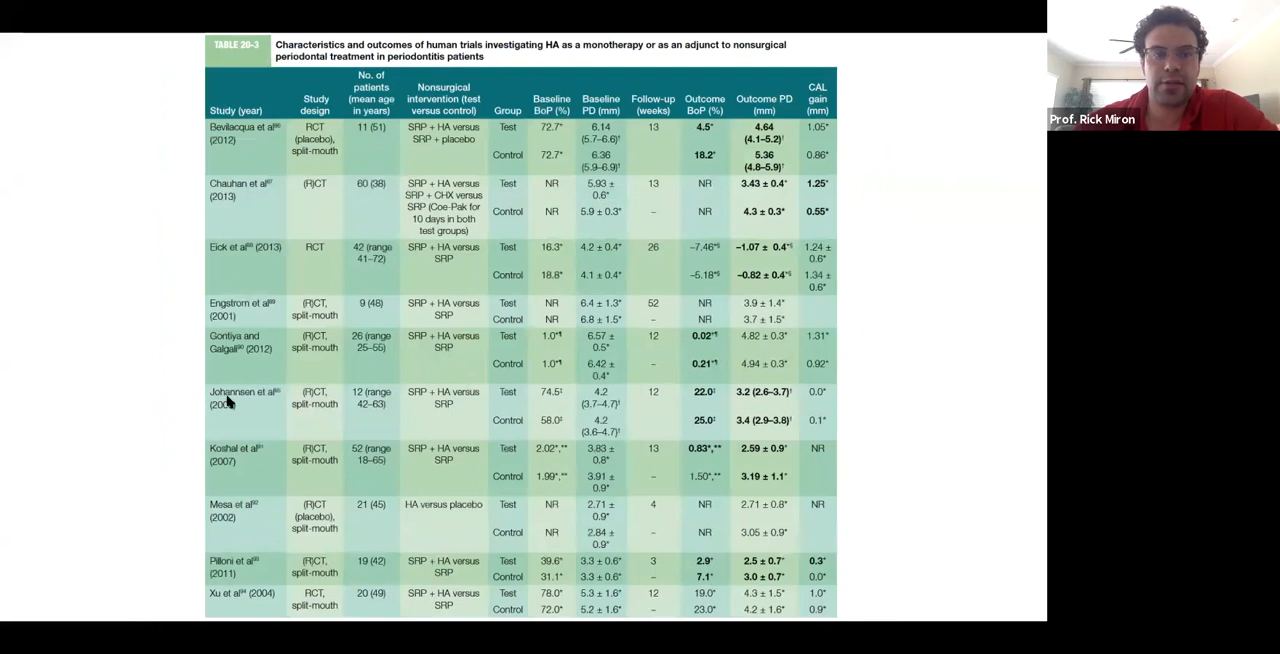 TABLE 20-3
Characteristics and outcomes of human trials investigating HA as a monotherapy or as an adjunct to nonsurgical
periodontal treatment in periodontitis patients
Study (year) Study design No. of patients (mean age in years) Nonsurgical intervention (test versus control) Group Baseline BoP (%) Baseline PD (mm) Follow-up (weeks) Outcome BoP (%) Outcome PD (mm) CAL gain (mm)
Bevilacqua et al (2012) RCT (placebo), split-mouth 11 (51) SRP + HA versus SRP + placebo Test 72.7* 6.14 (5.7–6.6)† 13 4.5* 4.64 (4.1–5.2)† 1.05*
Control 72.7* 6.36 (5.9–6.9)† 18.2* 5.36 (4.8–5.9)† 0.86*
Chauhan et al (2013) (R)CT 60 (38) SRP + HA versus SRP + CHX versus SRP (Coe-Pak for 10 days in both test groups) Test NR 5.93 ± 0.6* 13 NR 3.43 ± 0.4* 1.25*
Control NR 5.9 ± 0.3* – NR 4.3 ± 0.3* 0.55*
Eick et al (2013) RCT 42 (range 41–72) SRP + HA versus SRP Test 16.3* 4.2 ± 0.4* 26 –7.46*§ –1.07 ± 0.4*§ 1.24 ± 0.6*
Control 18.8* 4.1 ± 0.4* –5.18*§ –0.82 ± 0.4*§ 1.34 ± 0.6*
Engstrom et al (2001) (R)CT, split-mouth 9 (48) SRP + HA versus SRP Test NR 6.4 ± 1.3* 52 NR 3.9 ± 1.4*
Control NR 6.8 ± 1.5* – NR 3.7 ± 1.5*
Gontiya and Galgali (2012) (R)CT, split-mouth 26 (range 25–55) SRP + HA versus SRP Test 1.0*¶ 6.57 ± 0.5* 12 0.02*¶ 4.82 ± 0.3* 1.31*
Control 1.0*¶ 6.42 ± 0.4* – 0.21*¶ 4.94 ± 0.3* 0.92*
Johannsen et al (R)CT, split-mouth 12 (range 42–63) SRP + HA versus SRP Test 74.5‡ 4.2 (3.7–4.7)† 12 22.0‡ 3.2 (2.6–3.7)† 0.0*
Control 58.0‡ 4.2 (3.6–4.7)† 25.0‡ 3.4 (2.9–3.8)† 0.1*
Koshal et al (2007) (R)CT, split-mouth 52 (range 18–65) SRP + HA versus SRP Test 2.02*,** 3.83 ± 0.8* 13 0.83*,** 2.59 ± 0.9* NR
Control 1.99*,** 3.91 ± 0.9* – 1.50*,** 3.19 ± 1.1*
Mesa et al (2002) (R)CT (placebo), split-mouth 21 (45) HA versus placebo Test NR 2.71 ± 0.9* 4 NR 2.71 ± 0.8* NR
Control NR 2.84 ± 0.9* – NR 3.05 ± 0.9*
Pilloni et al (2011) (R)CT, split-mouth 19 (42) SRP + HA versus SRP Test 39.6* 3.3 ± 0.6* 3 2.9* 2.5 ± 0.7* 0.3*
Control 31.1* 3.3 ± 0.6* – 7.1* 3.0 ± 0.7* 0.0*
Xu et al (2004) RCT, split-mouth 20 (49) SRP + HA versus SRP Test 78.0* 5.3 ± 1.6* 12 19.0* 4.3 ± 1.5* 1.0*
Control 72.0* 5.2 ± 1.6* – 23.0* 4.2 ± 1.6* 0.9*
Prof. Rick Miron